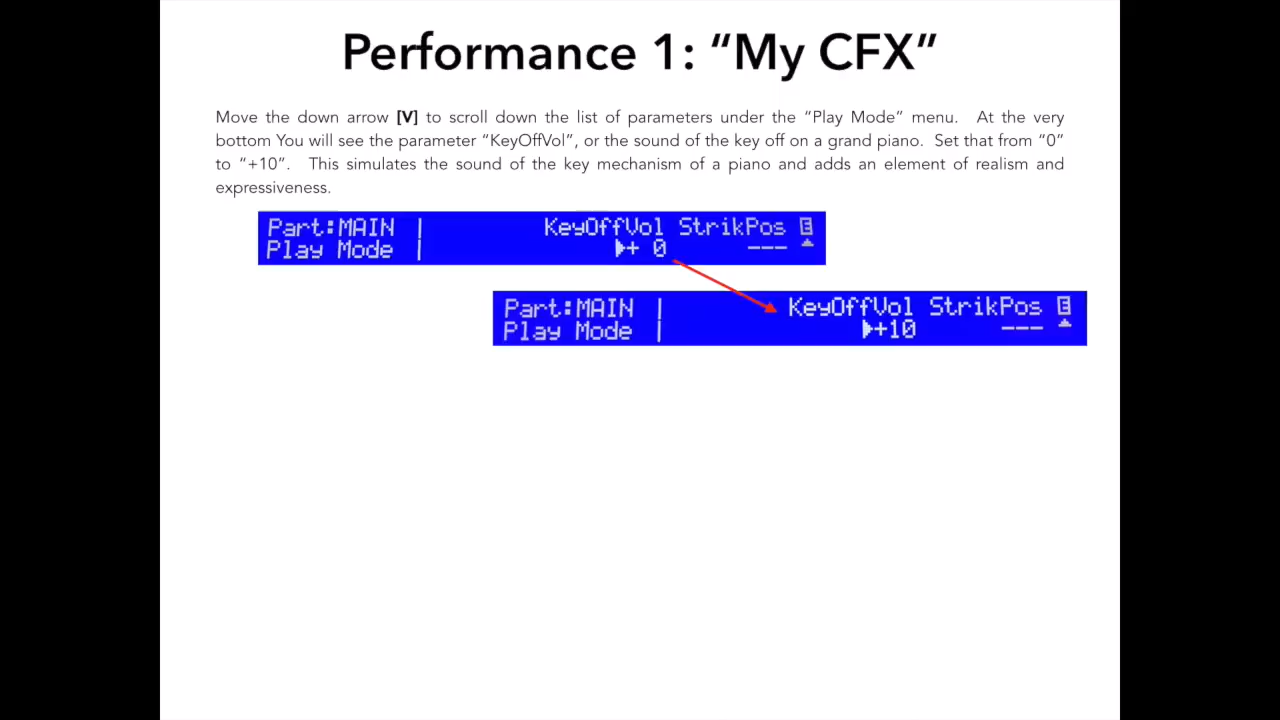 Performance 1: “My CFX”
Move the down arrow [V] to scroll down the list of parameters under the “Play Mode” menu. At the very
bottom You will see the parameter “KeyOffVol”, or the sound of the key off on a grand piano. Set that from “0”
to “+10”. This simulates the sound of the key mechanism of a piano and adds an element of realism and
expressiveness.
Part:MAIN | KeyOffVol StrikPos E
Play Mode | + 0 ---
Part:MAIN | KeyOffVol StrikPos E
Play Mode | +10 ---